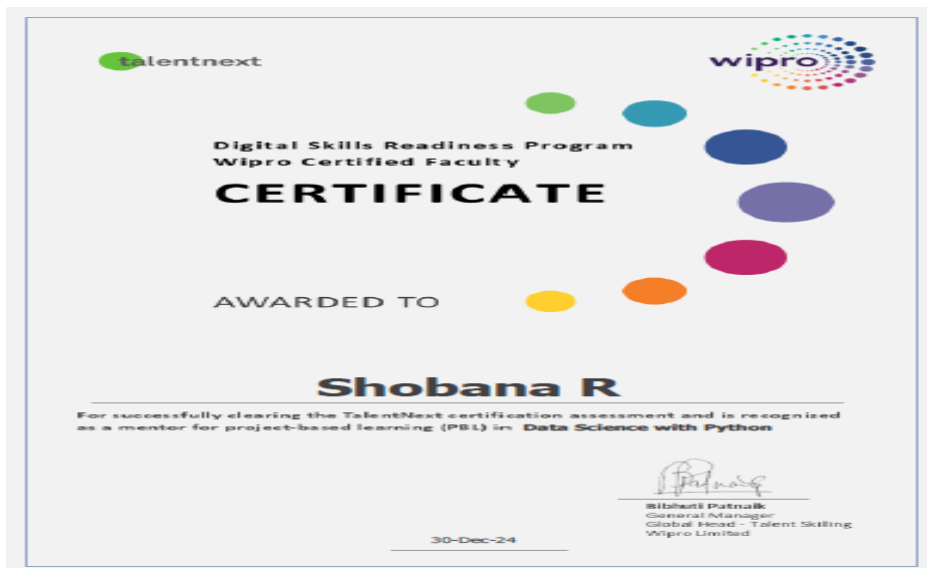 talentnext
wipro
Digital Skills Readiness Program
Wipro Certified Faculty
CERTIFICATE
AWARDED TO
Shobana R
For successfully clearing the TalentNext certification assessment and is recognized
as a mentor for project-based learning (PBL) in Data Science with Python
Bibhuti Patnaik
General Manager
Global Head - Talent Skilling
Wipro Limited
30-Dec-24